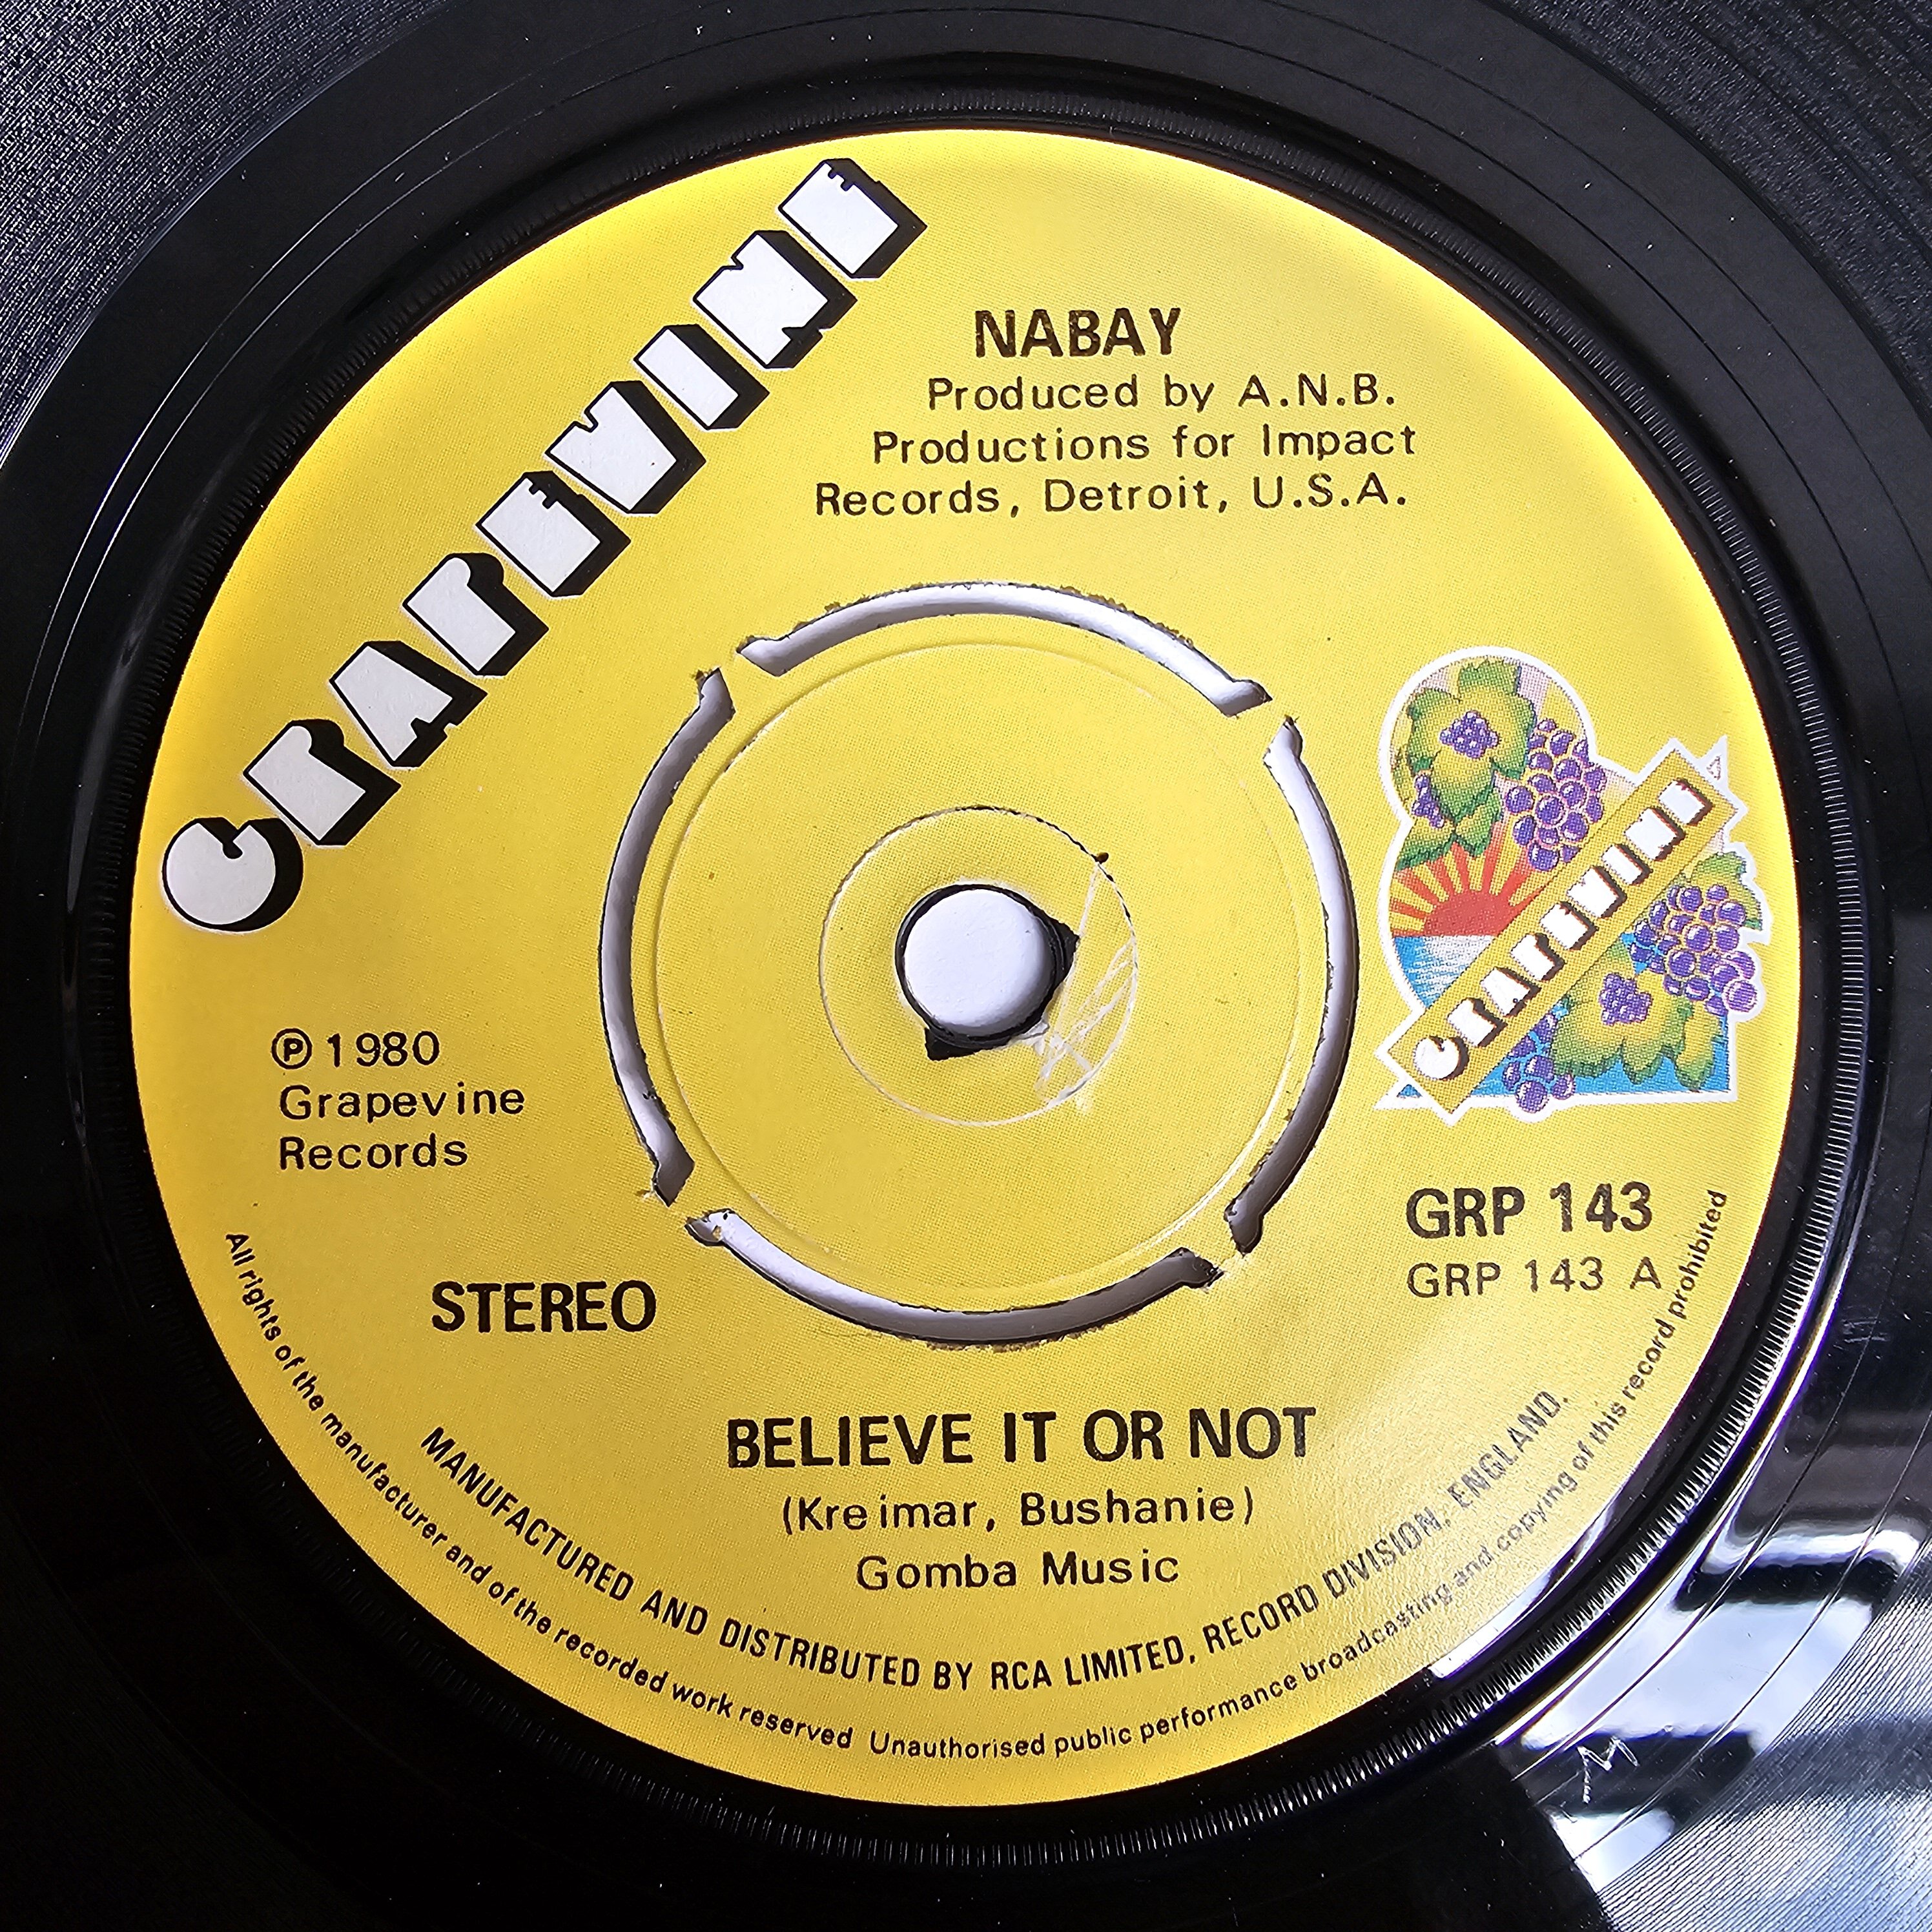 GRAPEVINE
NABAY
Produced by A.N.B.
Productions for Impact
Records, Detroit, U.S.A.
GRAPEVINE
Ⓟ 1980
Grapevine
Records
GRP 143
GRP 143 A
STEREO
BELIEVE IT OR NOT
(Kreimar, Bushanie)
Gomba Music
MANUFACTURED AND DISTRIBUTED BY RCA LIMITED, RECORD DIVISION, ENGLAND.
All rights of the manufacturer and of the recorded work reserved Unauthorised public performance broadcasting and copying of this record prohibited
M